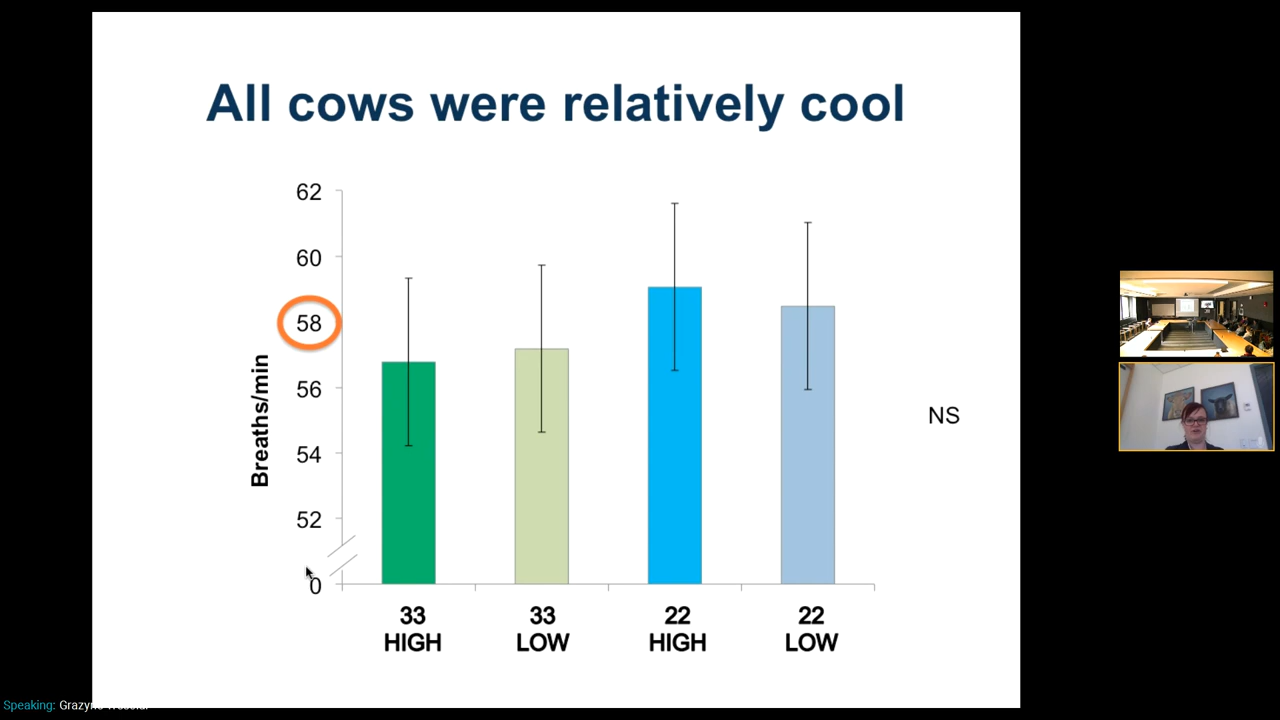 All cows were relatively cool
62
60
58
56
54
52
0
Breaths/min
NS
33 HIGH
33 LOW
22 HIGH
22 LOW
Speaking: